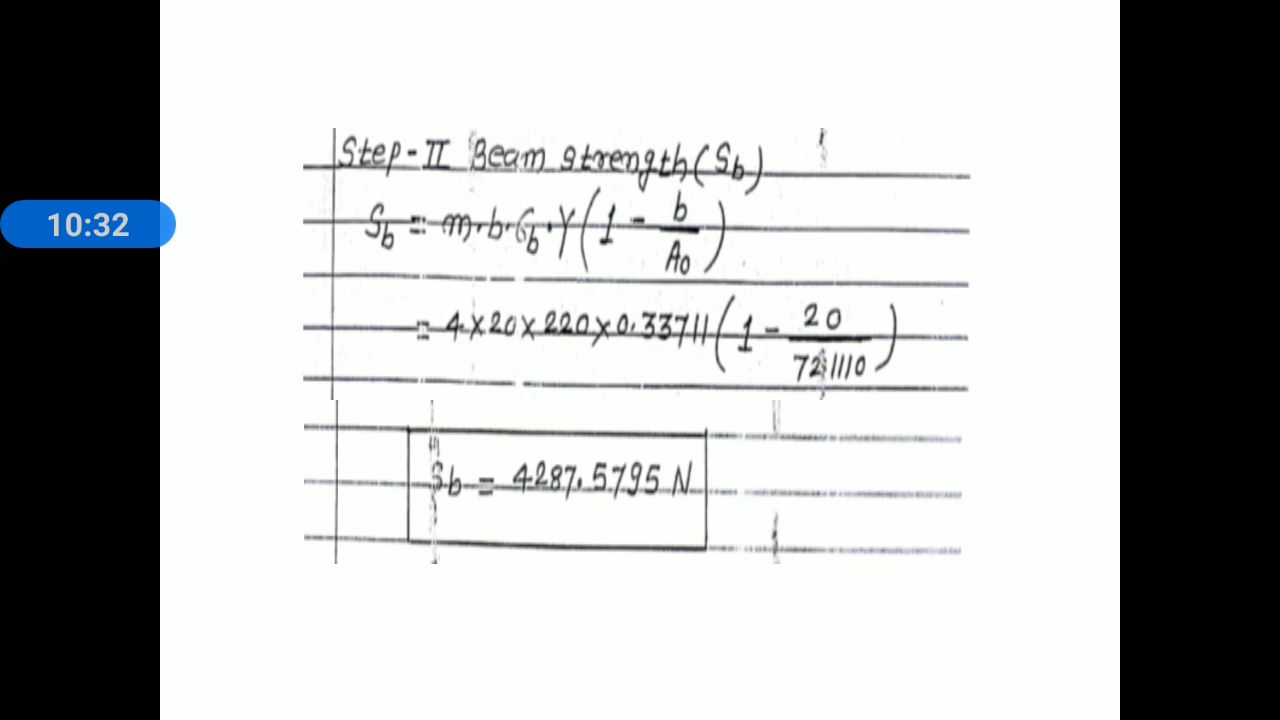 10:32
Step-II Beam strength (Sb)
Sb = m.b.σb.Y(1 - b/A0)
= 4×20×220×0.33711(1 - 20/72.1110)
Sb = 4287.5795 N